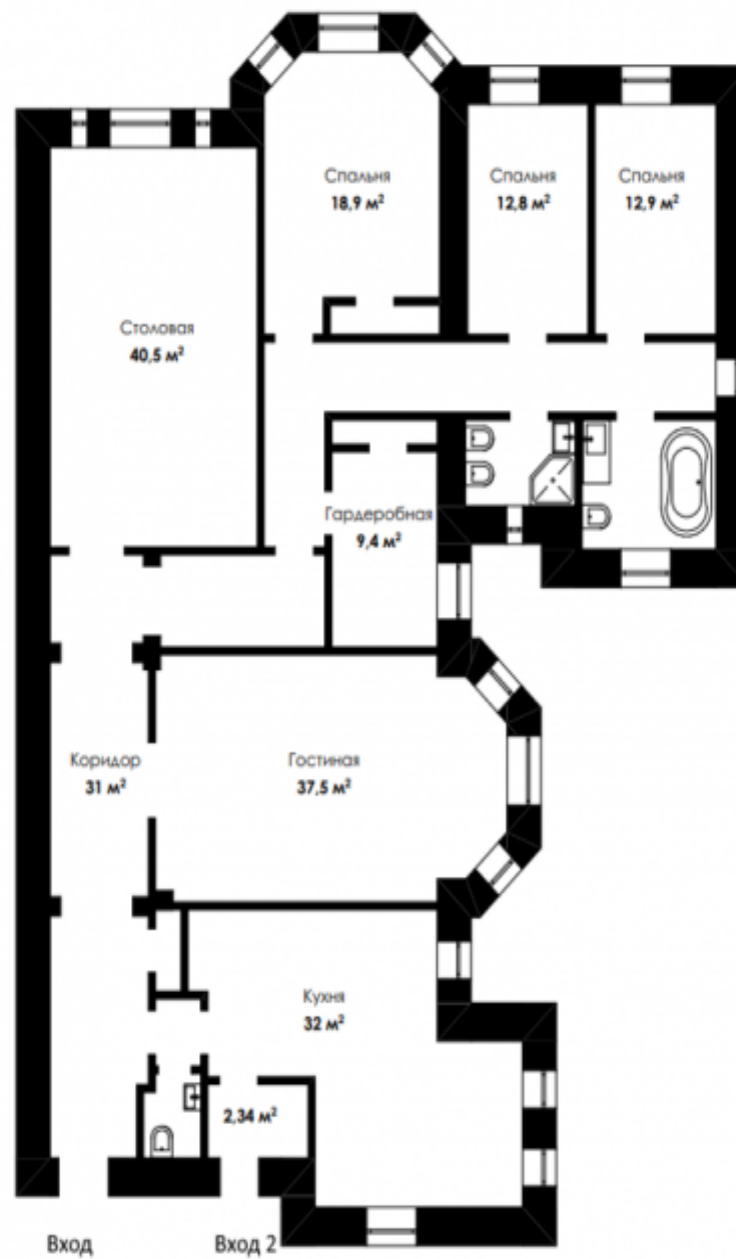 Спальня
18,9 м²
Спальня
12,8 м²
Спальня
12,9 м²
Столовая
40,5 м²
Гардеробная
9,4 м²
Коридор
31 м²
Гостиная
37,5 м²
Кухня
32 м²
2,34 м²
Вход
Вход 2